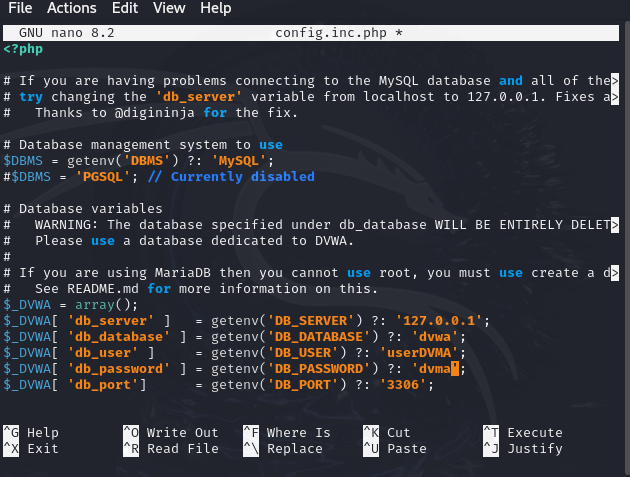 File Actions Edit View Help
GNU nano 8.2 config.inc.php *
<?php
# If you are having problems connecting to the MySQL database and all of the>
# try changing the 'db_server' variable from localhost to 127.0.0.1. Fixes a>
#   Thanks to @digininja for the fix.
# Database management system to use
$DBMS = getenv('DBMS') ?: 'MySQL';
#$DBMS = 'PGSQL'; // Currently disabled
# Database variables
#   WARNING: The database specified under db_database WILL BE ENTIRELY DELET>
#   Please use a database dedicated to DVWA.
#
# If you are using MariaDB then you cannot use root, you must use create a d>
#   See README.md for more information on this.
$_DVWA = array();
$_DVWA[ 'db_server' ]   = getenv('DB_SERVER') ?: '127.0.0.1';
$_DVWA[ 'db_database' ] = getenv('DB_DATABASE') ?: 'dvwa';
$_DVWA[ 'db_user' ]     = getenv('DB_USER') ?: 'userDVMA';
$_DVWA[ 'db_password' ] = getenv('DB_PASSWORD') ?: 'dvma';
$_DVWA[ 'db_port']      = getenv('DB_PORT') ?: '3306';
^G Help ^O Write Out ^F Where Is ^K Cut ^T Execute
^X Exit ^R Read File ^\ Replace ^U Paste ^J Justify